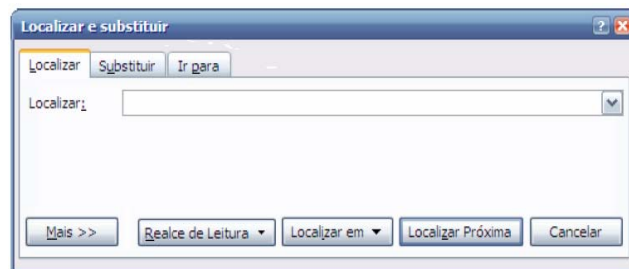 Localizar e substituir
Localizar Substituir Ir para
Localizar:
Mais >> Realce de Leitura Localizar em Localizar Próxima Cancelar